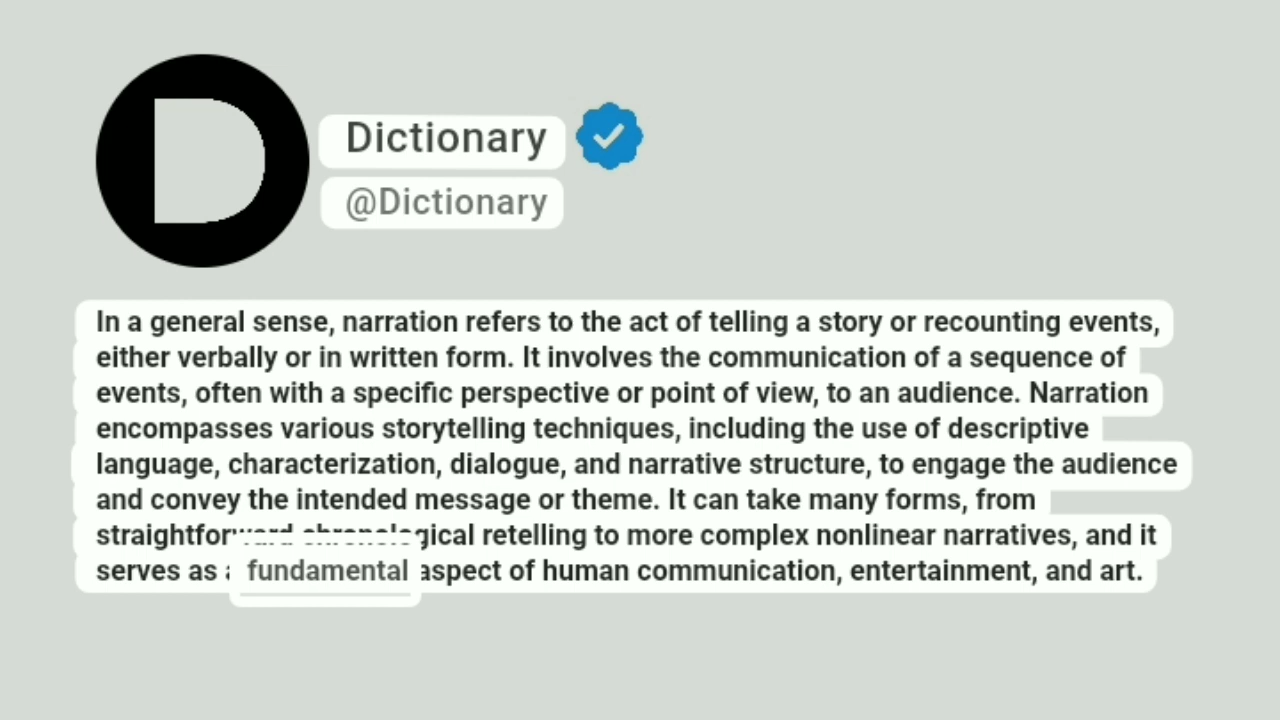 D
Dictionary
@Dictionary
In a general sense, narration refers to the act of telling a story or recounting events,
either verbally or in written form. It involves the communication of a sequence of
events, often with a specific perspective or point of view, to an audience. Narration
encompasses various storytelling techniques, including the use of descriptive
language, characterization, dialogue, and narrative structure, to engage the audience
and convey the intended message or theme. It can take many forms, from
straightforward chronological retelling to more complex nonlinear narratives, and it
serves as a fundamental aspect of human communication, entertainment, and art.